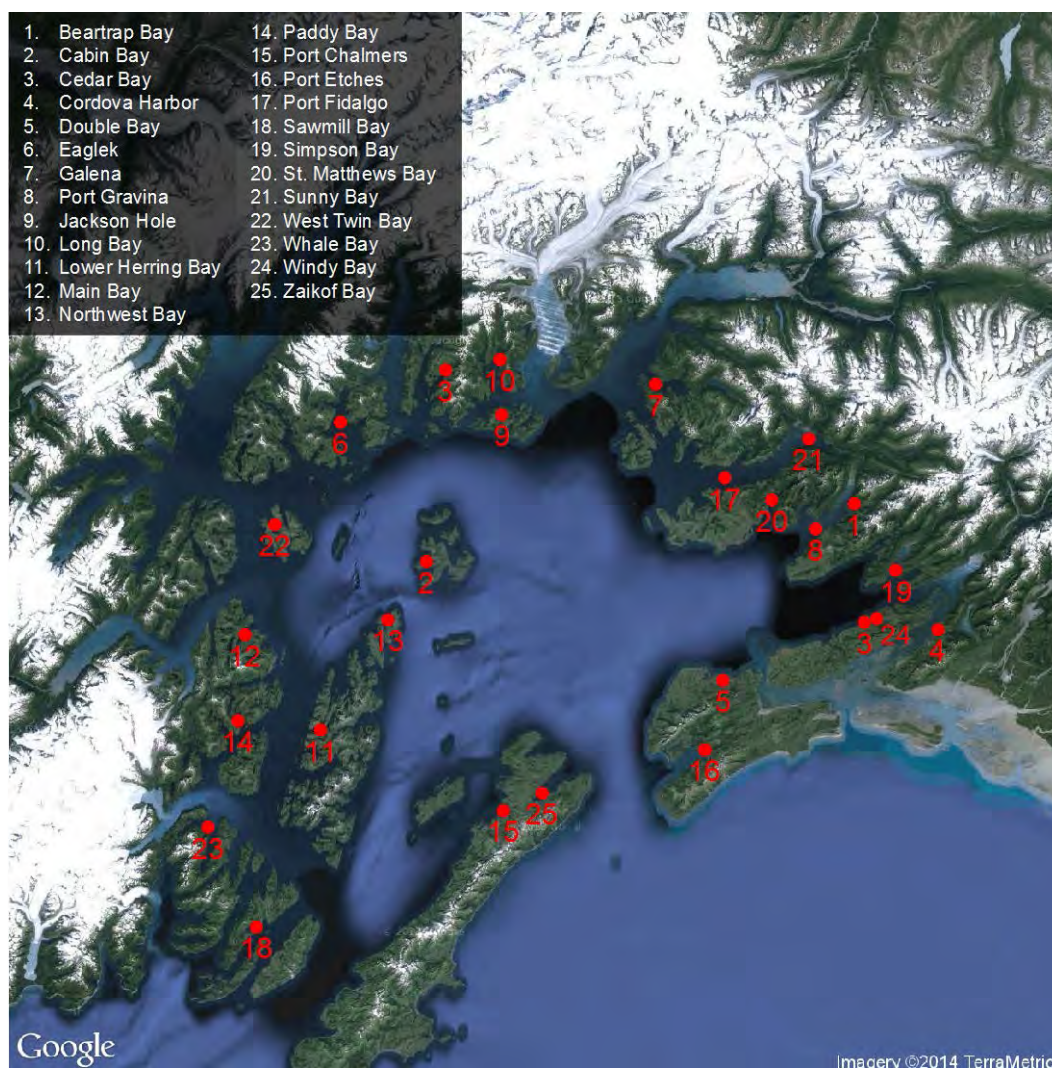 1. Beartrap Bay
2. Cabin Bay
3. Cedar Bay
4. Cordova Harbor
5. Double Bay
6. Eaglek
7. Galena
8. Port Gravina
9. Jackson Hole
10. Long Bay
11. Lower Herring Bay
12. Main Bay
13. Northwest Bay
14. Paddy Bay
15. Port Chalmers
16. Port Etches
17. Port Fidalgo
18. Sawmill Bay
19. Simpson Bay
20. St. Matthews Bay
21. Sunny Bay
22. West Twin Bay
23. Whale Bay
24. Windy Bay
25. Zaikof Bay
3
10
7
9
6
21
17
20
1
22
8
2
19
13
3
24
4
12
5
14
11
16
15
25
23
18
Google
Imagery ©2014 TerraMetric